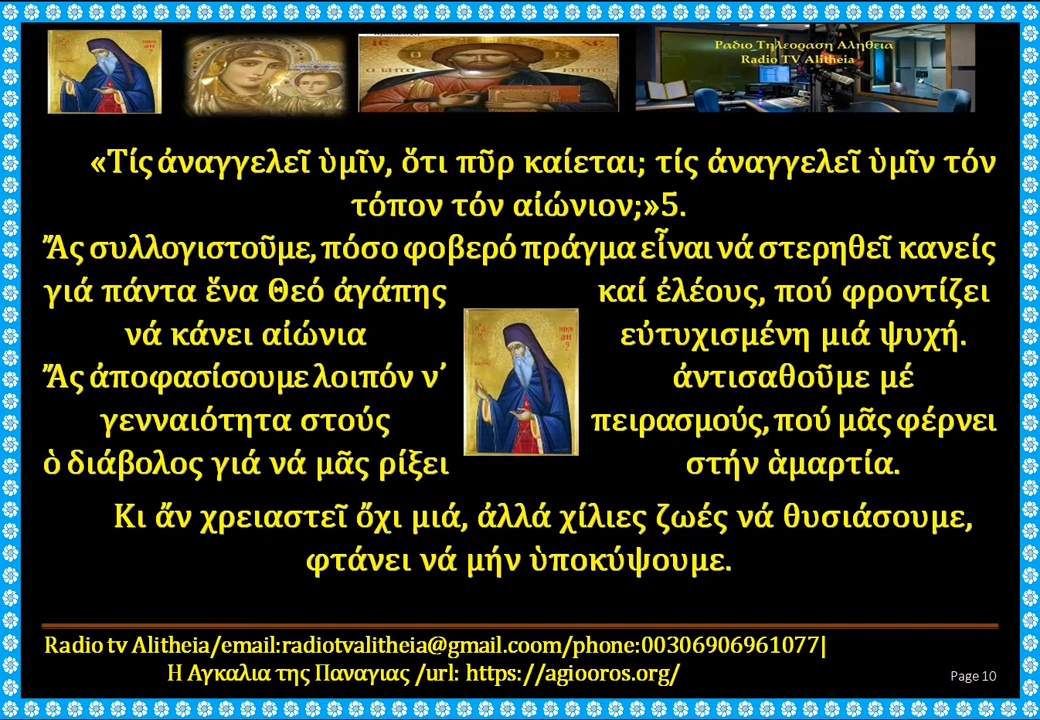 Ραδιο Τηλεοραση Αληθεια
Radio TV Alitheia
«Τίς ἀναγγελεῖ ὑμῖν, ὅτι πῦρ καίεται; τίς ἀναγγελεῖ ὑμῖν τόν
τόπον τόν αἰώνιον;»5.
Ἄς συλλογιστοῦμε, πόσο φοβερό πράγμα εἶναι νά στερηθεῖ κανείς
γιά πάντα ἕνα Θεό ἀγάπης καί ἐλέους, πού φροντίζει
νά κάνει αἰώνια εὐτυχισμένη μιά ψυχή.
Ἄς ἀποφασίσουμε λοιπόν ν᾿ ἀντισαθοῦμε μέ
γενναιότητα στούς πειρασμούς, πού μᾶς φέρνει
ὁ διάβολος γιά νά μᾶς ρίξει στήν ἁμαρτία.
Κι ἄν χρειαστεῖ ὄχι μιά, ἀλλά χίλιες ζωές νά θυσιάσουμε,
φτάνει νά μήν ὑποκύψουμε.
Radio tv Alitheia/email:radiotvalitheia@gmail.coom/phone:00306906961077|
Η Αγκαλια της Παναγιας /url: https://agiooros.org/
Page 10